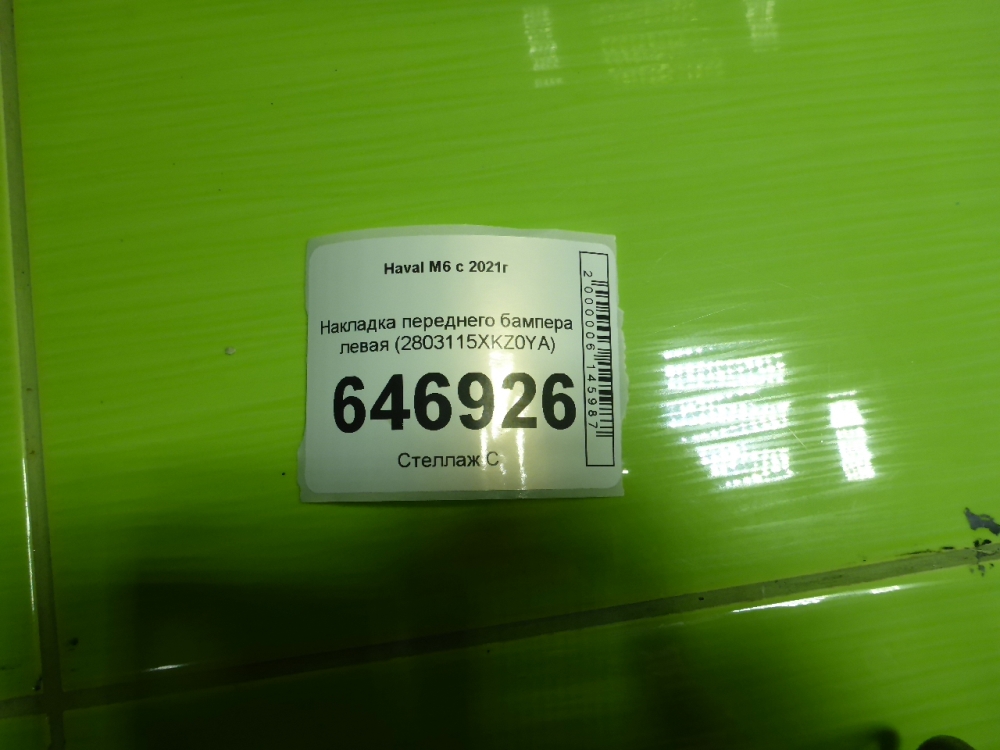 Haval M6 с 2021г
Накладка переднего бампера
левая (2803115XKZ0YA)
646926
Стеллаж С
2000006145987